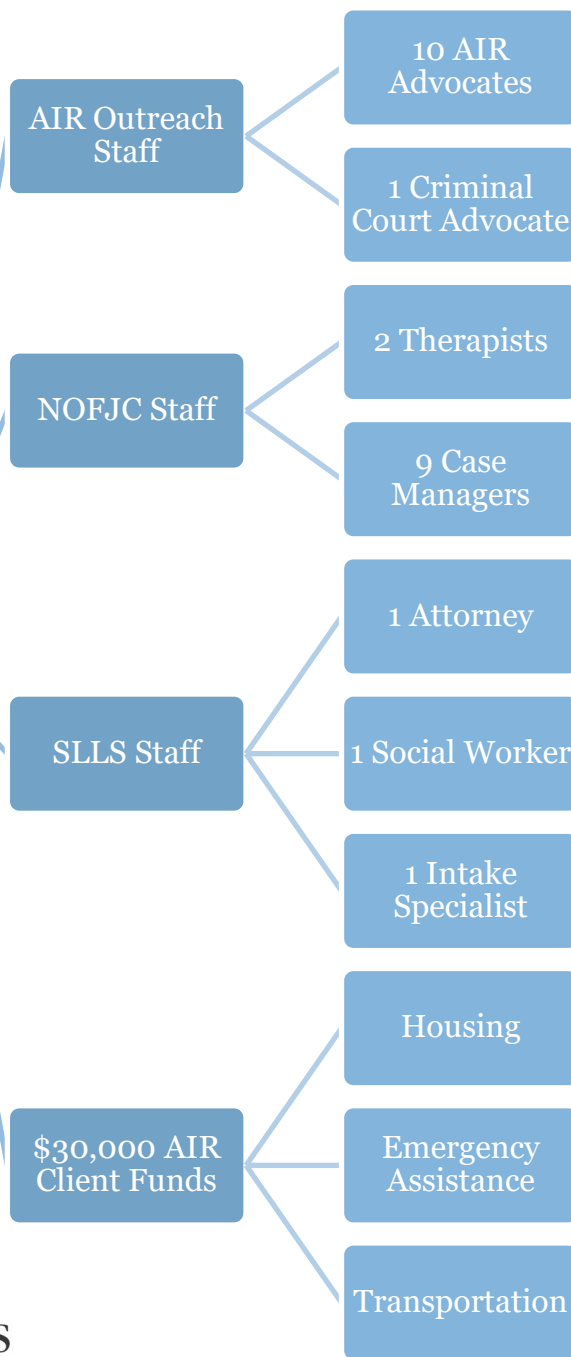 AIR Outreach
Staff
10 AIR
Advocates
1 Criminal
Court Advocate
NOFJC Staff
2 Therapists
9 Case
Managers
SLLS Staff
1 Attorney
1 Social Worker
1 Intake
Specialist
$30,000 AIR
Client Funds
Housing
Emergency
Assistance
Transportation
s